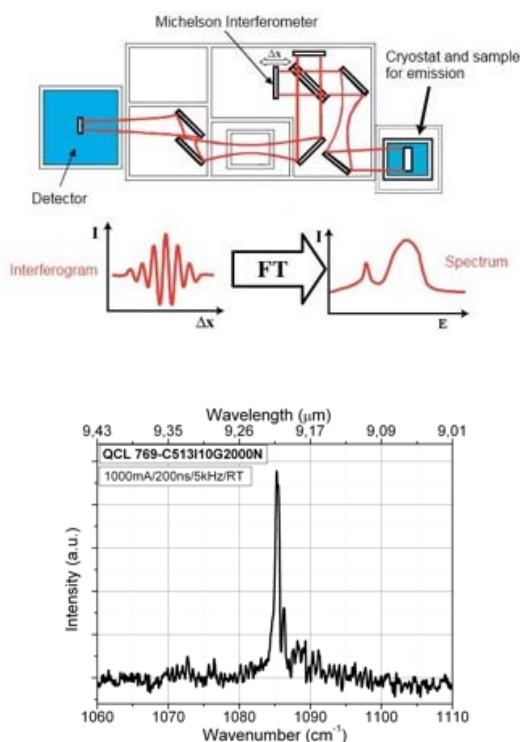 Michelson Interferometer
Δx
Cryostat and sample
for emission
Detector
I
Interferogram
Δx
FT
I
Spectrum
E
Wavelength (μm)
9,43 9,35 9,26 9,17 9,09 9,01
QCL 769-C513I10G2000N
1000mA/200ns/5kHz/RT
Intensity (a.u.)
1060 1070 1080 1090 1100 1110
Wavenumber (cm-1)